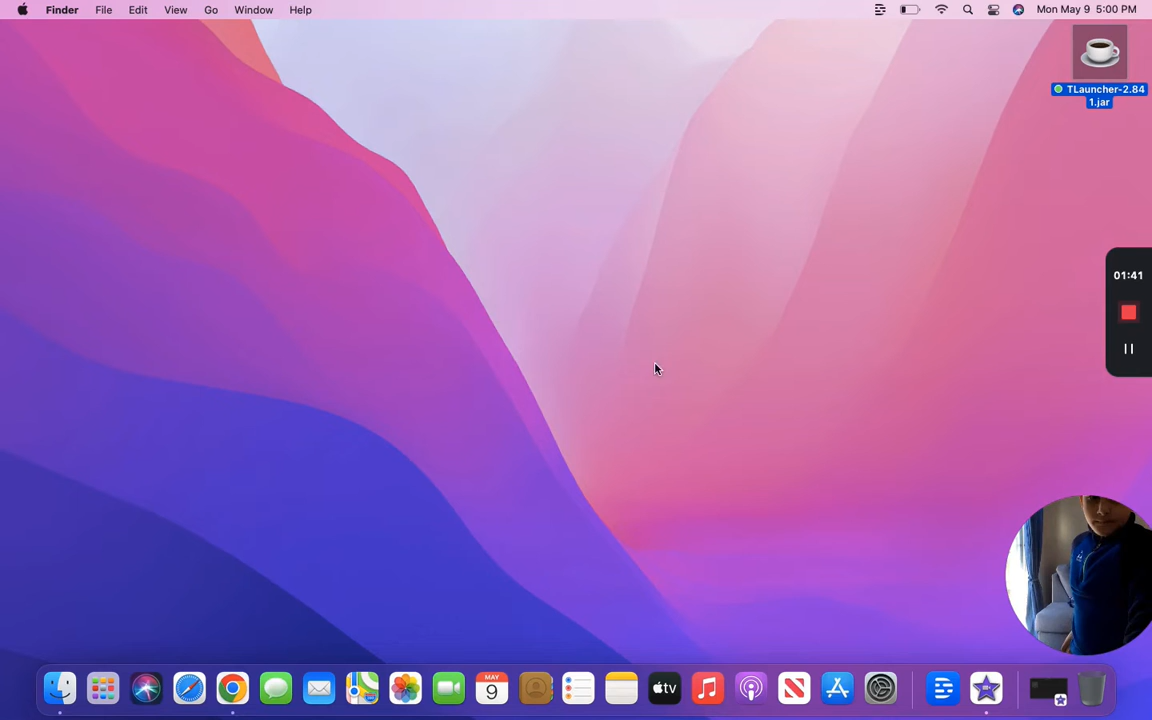 Finder File Edit View Go Window Help Mon May 9 5:00 PM
TLauncher-2.84
1.jar
01:41
MAY
9
tv